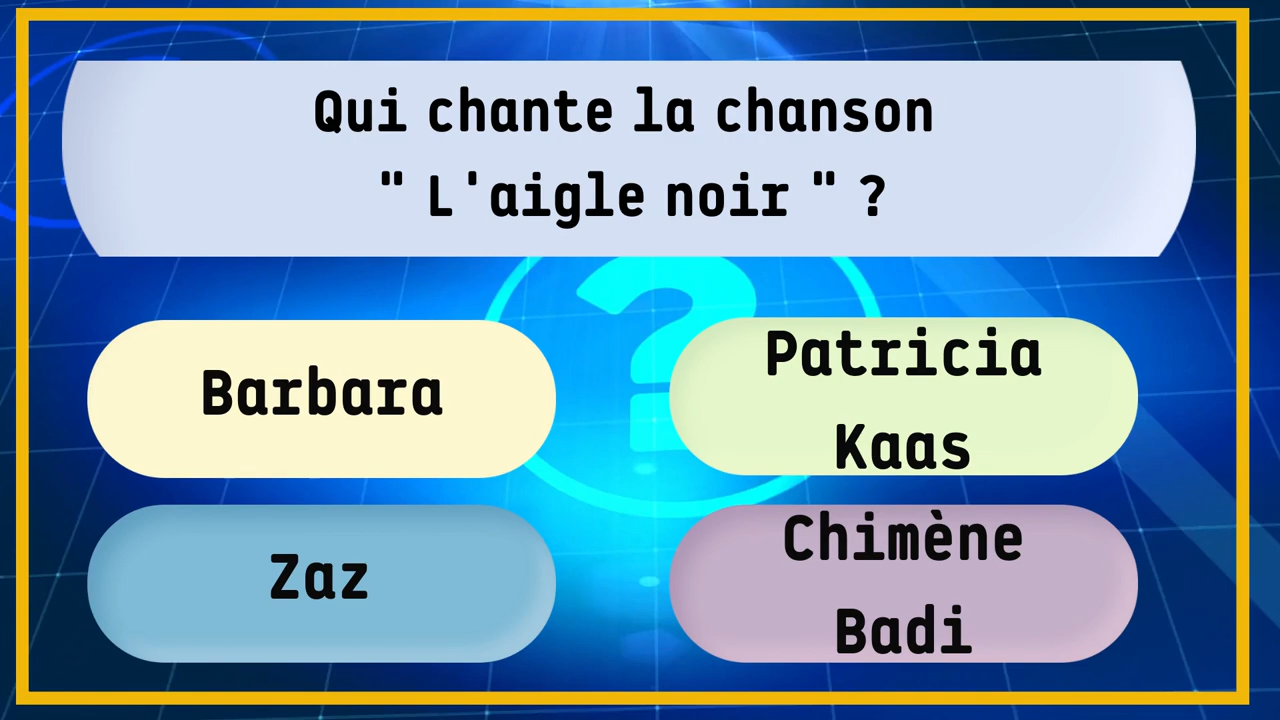 Qui chante la chanson
" L'aigle noir " ?
Barbara
Patricia
Kaas
Zaz
Chimène
Badi